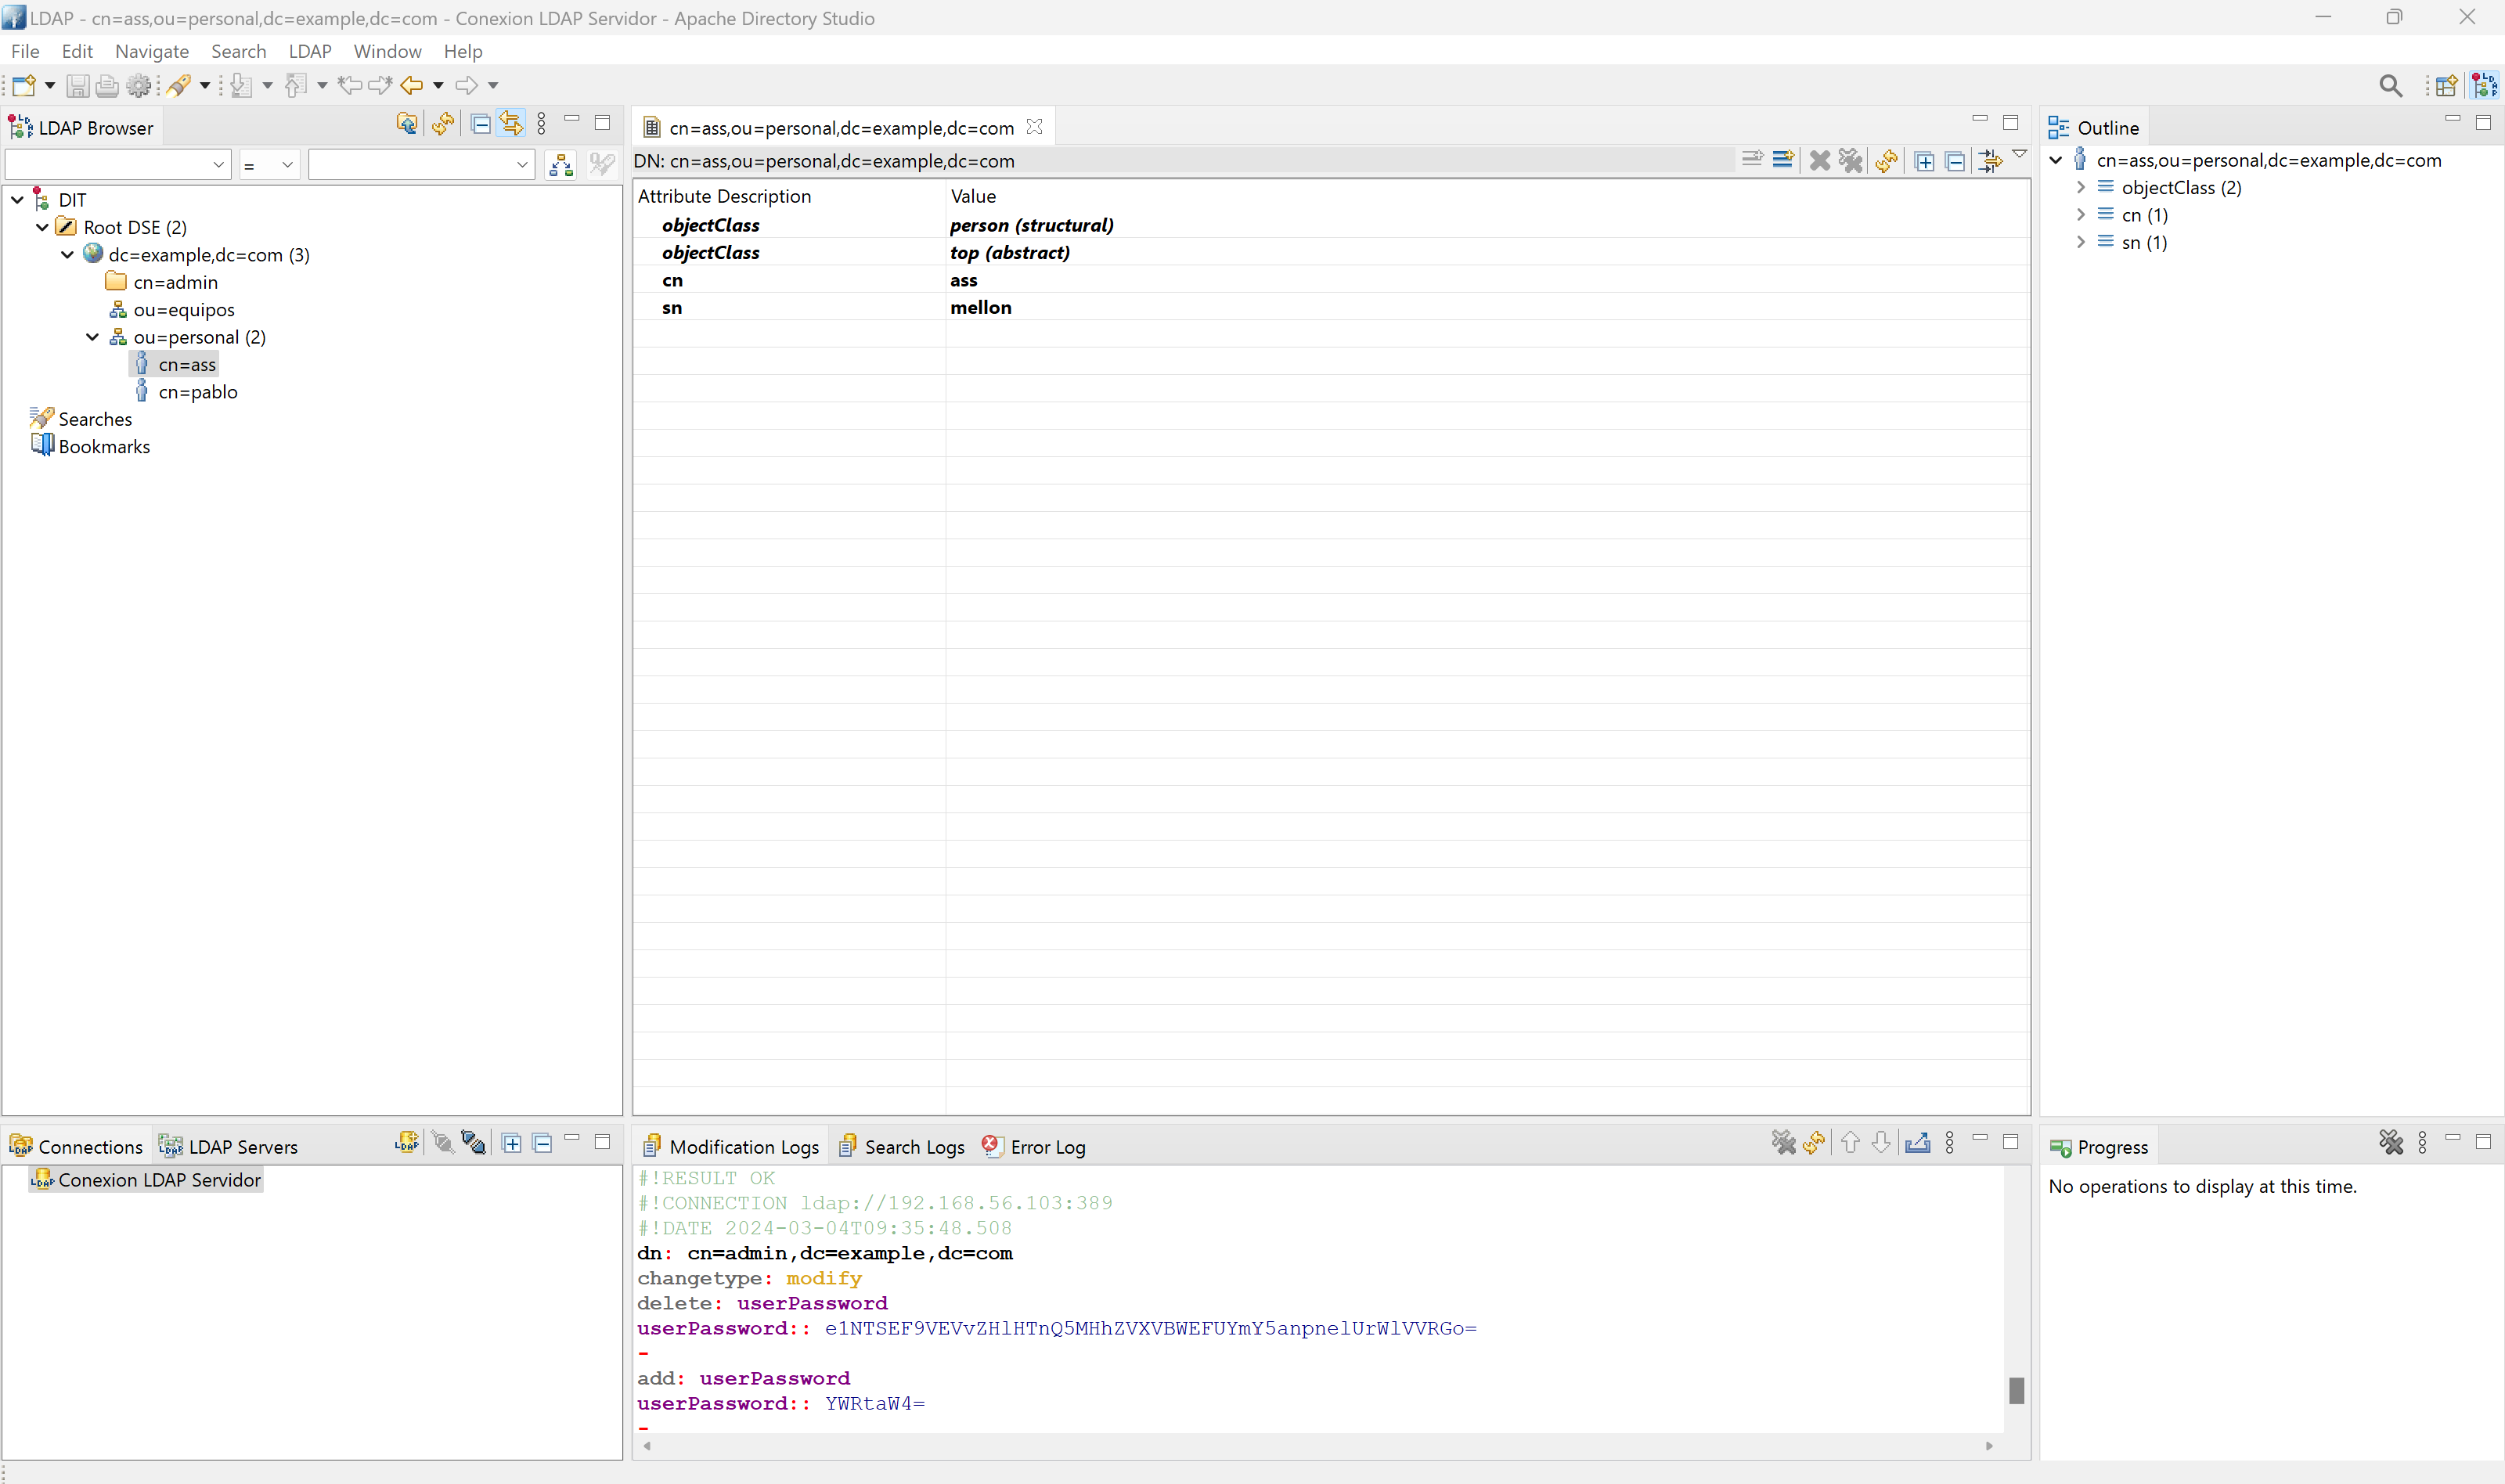 LDAP - cn=ass,ou=personal,dc=example,dc=com - Conexion LDAP Servidor - Apache Directory Studio
File Edit Navigate Search LDAP Window Help
LDAP Browser
=
DIT
Root DSE (2)
dc=example,dc=com (3)
cn=admin
ou=equipos
ou=personal (2)
cn=ass
cn=pablo
Searches
Bookmarks
cn=ass,ou=personal,dc=example,dc=com
DN: cn=ass,ou=personal,dc=example,dc=com
Attribute Description Value
objectClass person (structural)
objectClass top (abstract)
cn ass
sn mellon
Outline
cn=ass,ou=personal,dc=example,dc=com
objectClass (2)
cn (1)
sn (1)
Connections LDAP Servers
Conexion LDAP Servidor
Modification Logs Search Logs Error Log
#!RESULT OK
#!CONNECTION ldap://192.168.56.103:389
#!DATE 2024-03-04T09:35:48.508
dn: cn=admin,dc=example,dc=com
changetype: modify
delete: userPassword
userPassword:: e1NTSEF9VEVvZHlHTnQ5MHhZVXVBWEFUYmY5anpnelUrWlVVRGo=
-
add: userPassword
userPassword:: YWRtaW4=
-
Progress
No operations to display at this time.